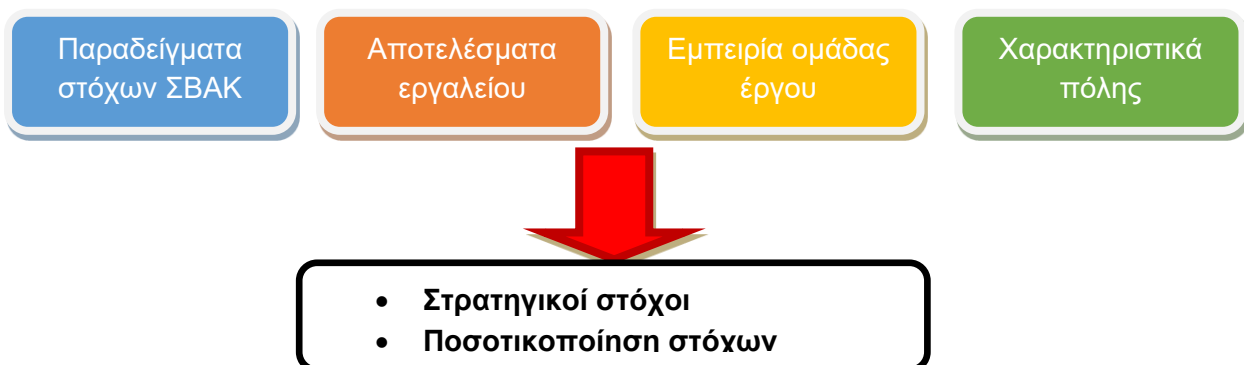 Παραδείγματα
στόχων ΣΒΑΚ
Αποτελέσματα
εργαλείου
Εμπειρία ομάδας
έργου
Χαρακτηριστικά
πόλης
• Στρατηγικοί στόχοι
• Ποσοτικοποίηση στόχων